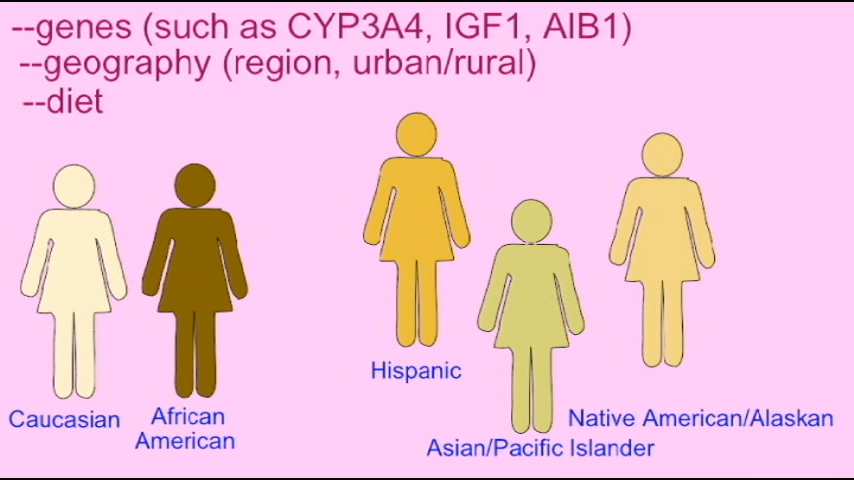 --genes (such as CYP3A4, IGF1, AIB1)
--geography (region, urban/rural)
--diet
Caucasian
African
American
Hispanic
Asian/Pacific Islander
Native American/Alaskan